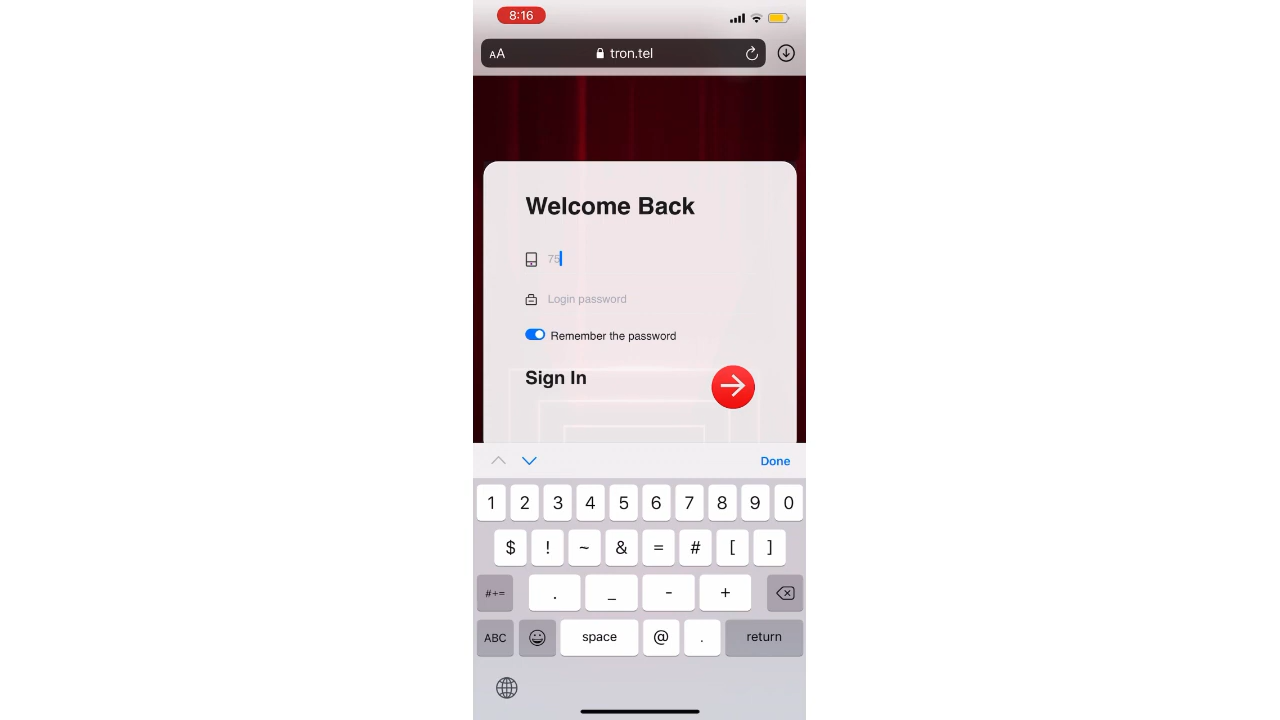 8:16
AA tron.tel
Welcome Back
75
Login password
Remember the password
Sign In
Done
1 2 3 4 5 6 7 8 9 0
$ ! ~ & = # [ ]
#+= . _ - +
ABC space @ . return